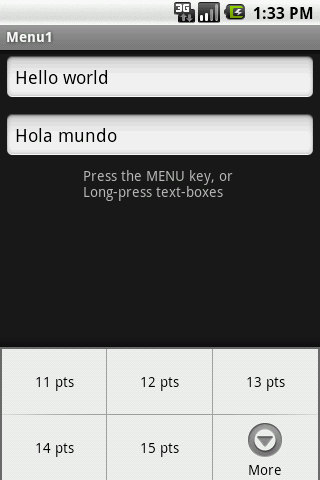 3G 1:33 PM
Menu1
Hello world
Hola mundo
Press the MENU key, or
Long-press text-boxes
11 pts 12 pts 13 pts
14 pts 15 pts More